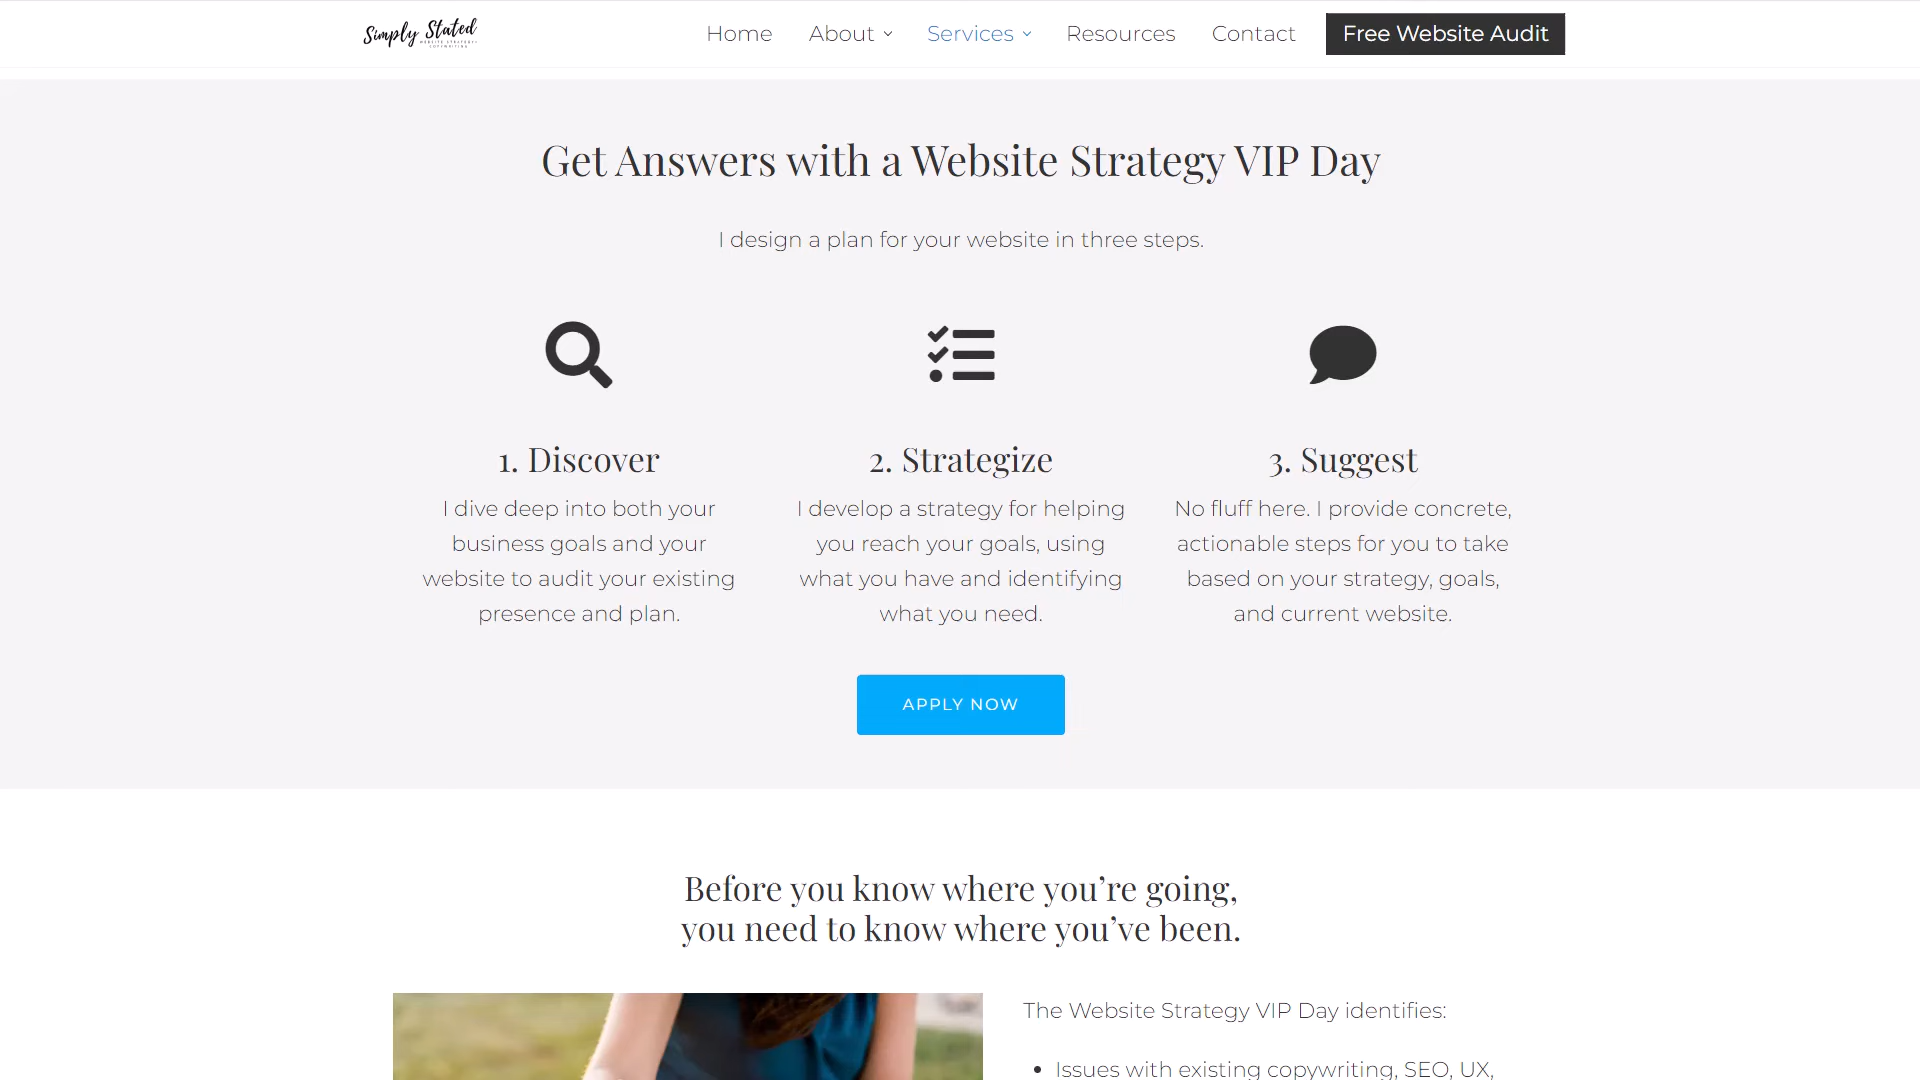 Simply Stated
Home
About
Services
Resources
Contact
Free Website Audit
Get Answers with a Website Strategy VIP Day
I design a plan for your website in three steps.
1. Discover
I dive deep into both your
business goals and your
website to audit your existing
presence and plan.
2. Strategize
I develop a strategy for helping
you reach your goals, using
what you have and identifying
what you need.
3. Suggest
No fluff here. I provide concrete,
actionable steps for you to take
based on your strategy, goals,
and current website.
APPLY NOW
Before you know where you’re going,
you need to know where you’ve been.
The Website Strategy VIP Day identifies:
• Issues with existing copywriting, SEO, UX,